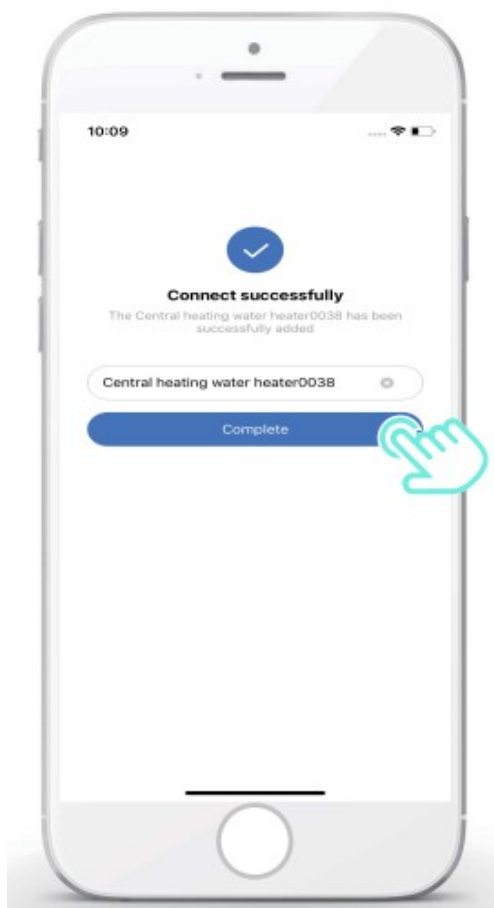 10:09
Connect successfully
The Central heating water heater0038 has been
successfully added
Central heating water heater0038
Complete